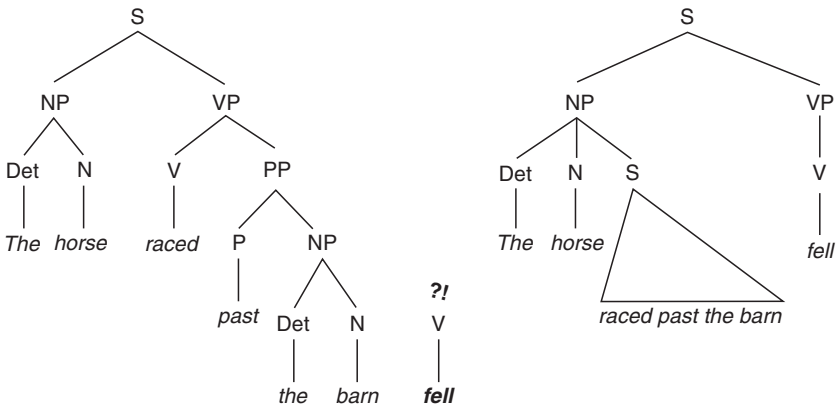 S
NP VP
Det N V PP
The horse raced P NP
past Det N
the barn
?!
V
fell
S
NP VP
Det N S V
The horse fell
raced past the barn